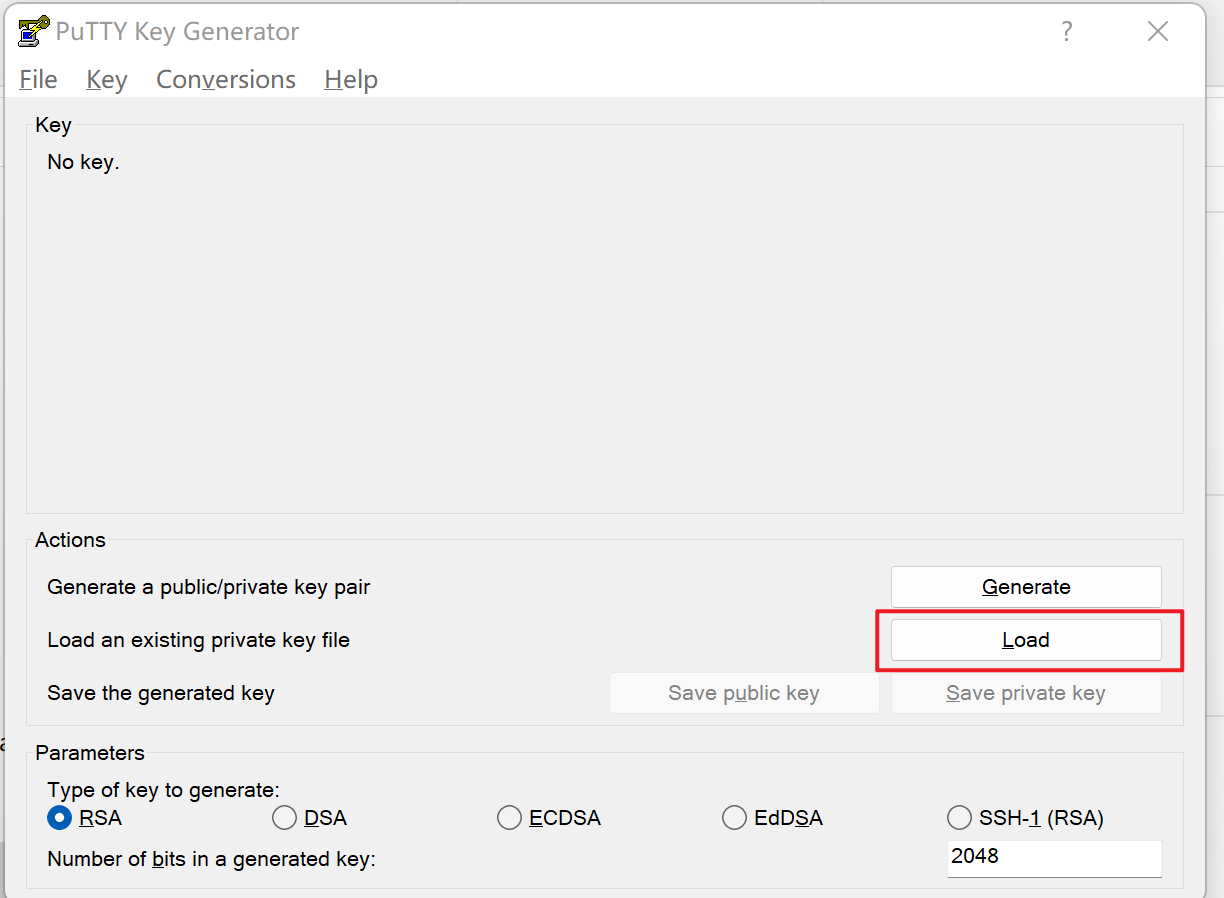 PuTTY Key Generator
?
File Key Conversions Help
Key
No key.
Actions
Generate a public/private key pair
Generate
Load an existing private key file
Load
Save the generated key
Save public key
Save private key
Parameters
Type of key to generate:
RSA DSA ECDSA EdDSA SSH-1 (RSA)
Number of bits in a generated key:
2048